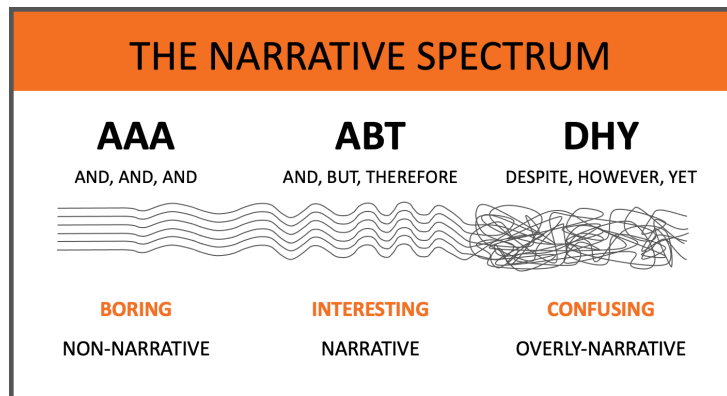 THE NARRATIVE SPECTRUM
AAA
ABT
DHY
AND, AND, AND
AND, BUT, THEREFORE
DESPITE, HOWEVER, YET
BORING
INTERESTING
CONFUSING
NON-NARRATIVE
NARRATIVE
OVERLY-NARRATIVE